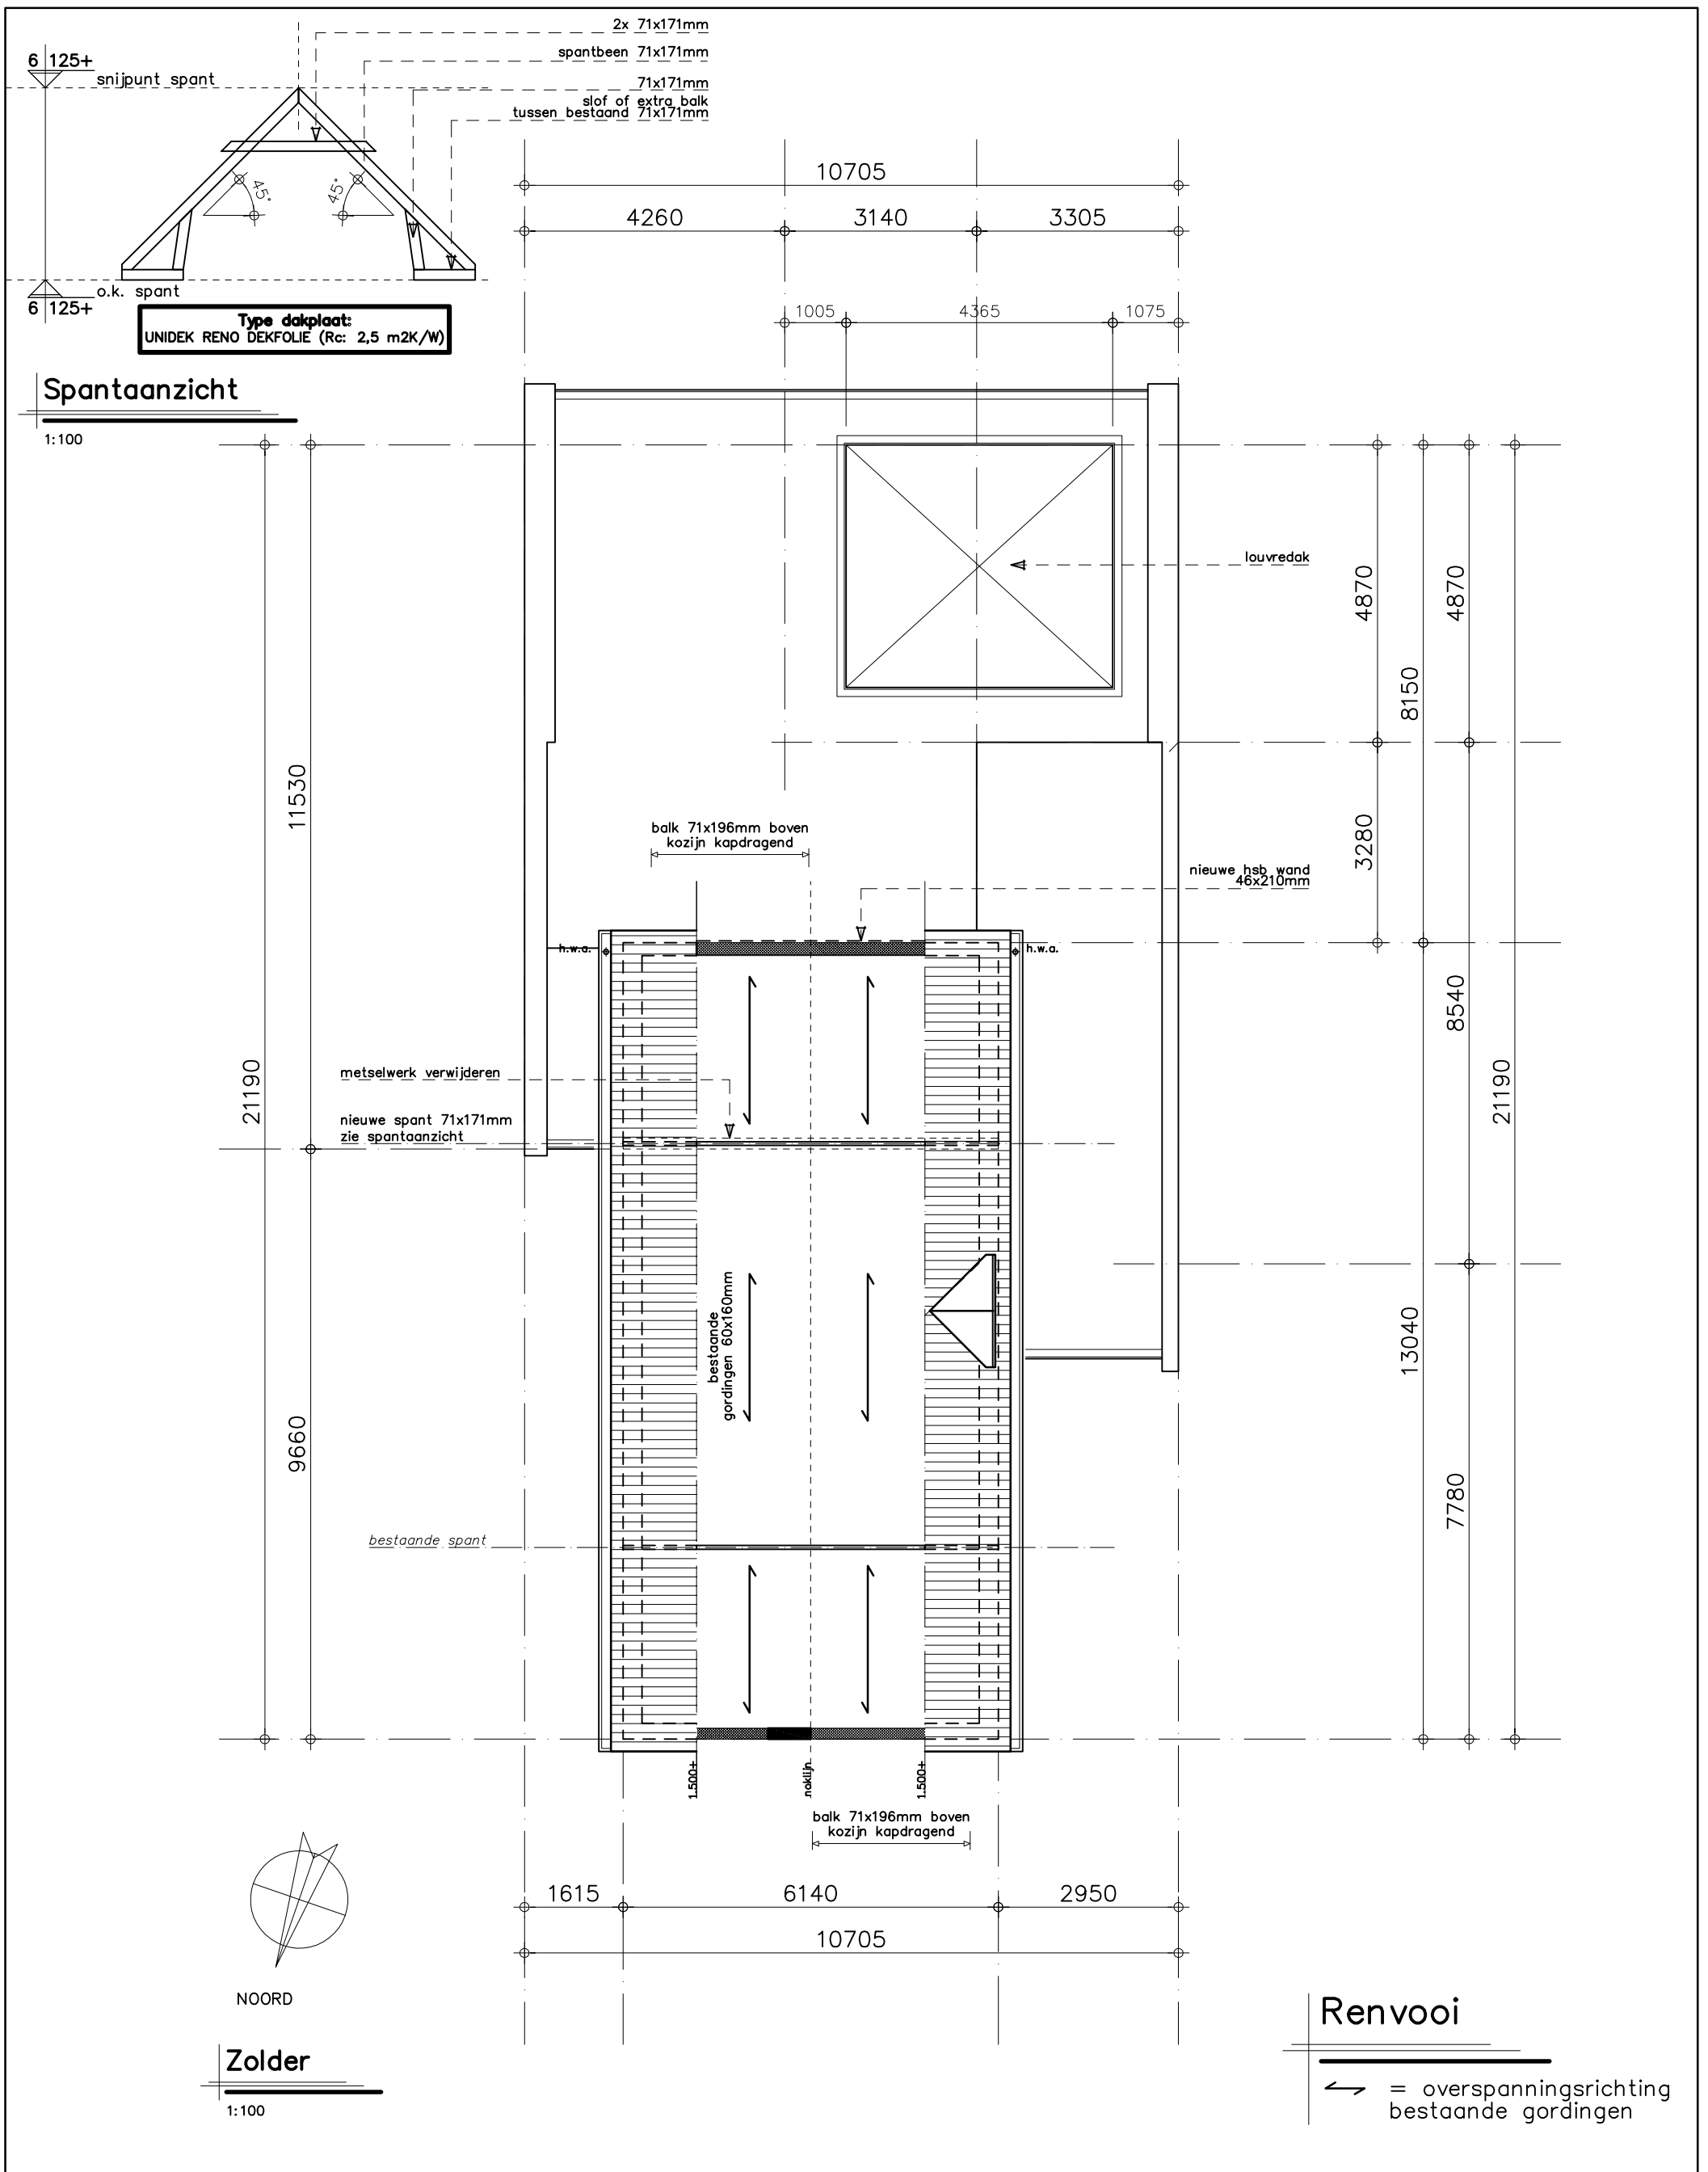 2x 71x171mm
spantbeen 71x171mm
71x171mm
slof of extra balk
tussen bestaand 71x171mm
6 125+
snijpunt spant
45°
45°
o.k. spant
6 125+
Type dakplaat:
UNIDEK RENO DEKFOLIE (Rc: 2,5 m2K/W)
Spantaanzicht
1:100
10705
4260
3140
3305
1005
4365
1075
louvredak
4870
4870
8150
11530
3280
balk 71x196mm boven
kozijn kapdragend
nieuwe hsb wand
46x210mm
h.w.a.
h.w.a.
8540
metselwerk verwijderen
21190
21190
nieuwe spant 71x171mm
zie spantaanzicht
bestaande
gordingen 60x160mm
13040
9660
7780
bestaande spant
1.500+
noklijn
1.500+
balk 71x196mm boven
kozijn kapdragend
1615
6140
2950
10705
NOORD
Zolder
1:100
Renvooi
= overspanningsrichting
bestaande gordingen